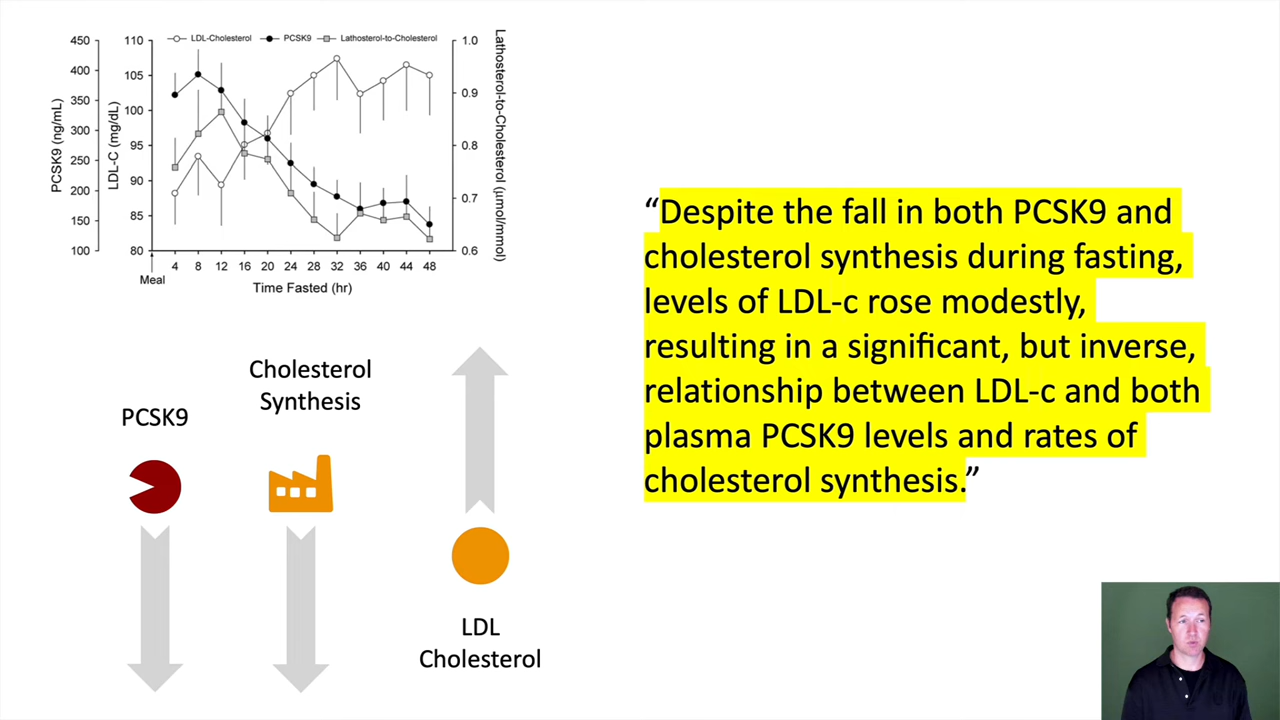 LDL-Cholesterol PCSK9 Lathosterol-to-Cholesterol
PCSK9 (ng/mL)
450
400
350
300
250
200
150
100
LDL-C (mg/dL)
110
105
100
95
90
85
80
1.0
0.9
0.8
0.7
0.6
Lathosterol-to-Cholesterol (μmol/mmol)
4 8 12 16 20 24 28 32 36 40 44 48
Meal
Time Fasted (hr)
PCSK9
Cholesterol
Synthesis
LDL
Cholesterol
“Despite the fall in both PCSK9 and
cholesterol synthesis during fasting,
levels of LDL-c rose modestly,
resulting in a significant, but inverse,
relationship between LDL-c and both
plasma PCSK9 levels and rates of
cholesterol synthesis.”